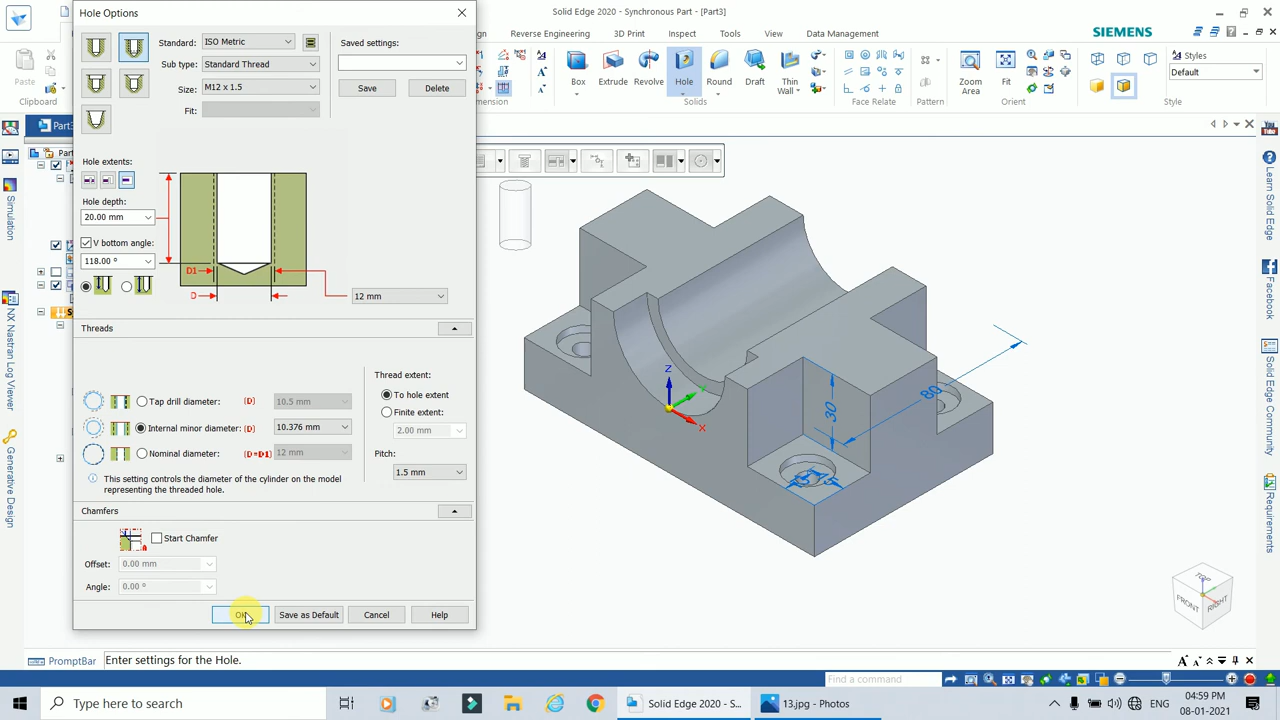 Hole Options
Solid Edge 2020 - Synchronous Part - [Part3]
Standard: ISO Metric
Saved settings:
Sub type: Standard Thread
Size: M12 x 1.5
Save
Delete
Fit:
Hole extents:
Hole depth:
20.00 mm
V bottom angle:
118.00 °
D1
D
12 mm
Threads
Thread extent:
To hole extent
Tap drill diameter: [D] 10.5 mm
Finite extent:
Internal minor diameter: [D] 10.376 mm
2.00 mm
Nominal diameter: (D=D1) 12 mm
Pitch:
1.5 mm
This setting controls the diameter of the cylinder on the model
representing the threaded hole.
Chamfers
Start Chamfer
Offset: 0.00 mm
Angle: 0.00 °
Save as Default
Cancel
Help
Reverse Engineering
3D Print
Inspect
Tools
View
Data Management
SIEMENS
Paste
Clipboard
Box
Extrude
Revolve
Hole
Round
Draft
Thin
Wall
Solids
Face Relate
Pattern
Zoom
Area
Fit
Orient
Styles
Default
Style
Simulation
NX Nastran Log Viewer
Generative Design
Z
X
30
80
TOP
FRONT
RIGHT
YouTube
Learn Solid Edge
Facebook
Solid Edge Community
Enhancement Requests
PromptBar
Enter settings for the Hole.
Find a command
Type here to search
Solid Edge 2020 - S...
13.jpg - Photos
ENG
04:59 PM
08-01-2021